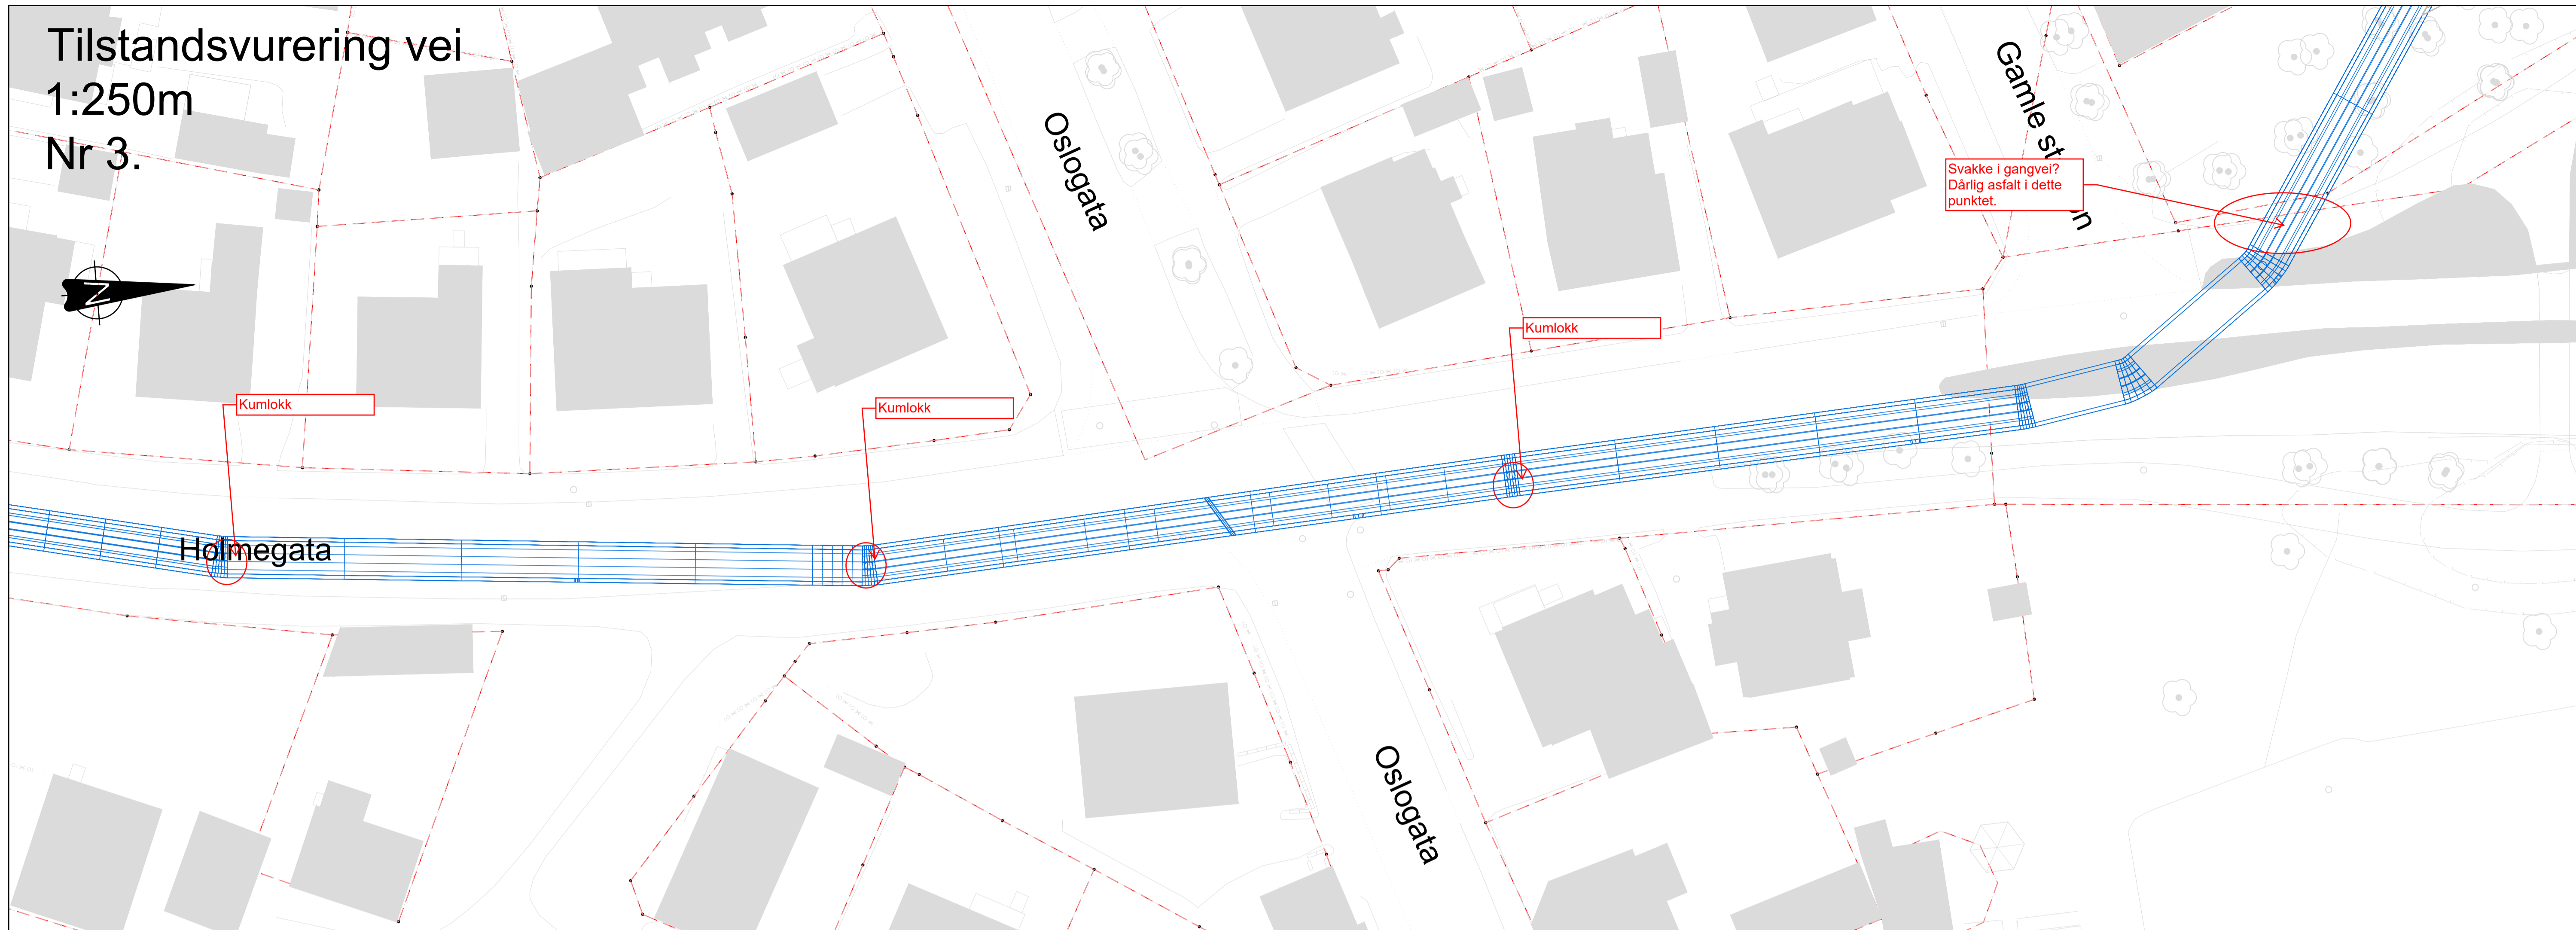 Tilstandsvurering vei
1:250m
Nr 3.
Oslogata
Gamle st on
Svakke i gangvei?
Dårlig asfalt i dette
punktet.
N
Kumlokk
Kumlokk
Kumlokk
Holmegata
Oslogata